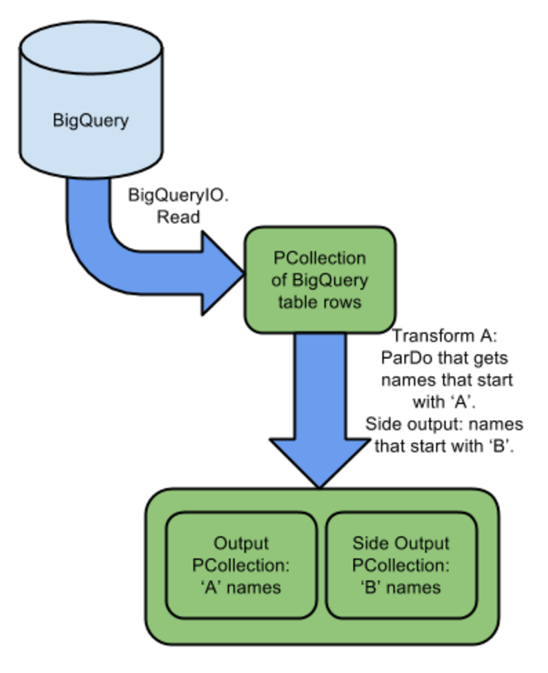 BigQuery
BigQueryIO.
Read
PCollection
of BigQuery
table rows
Transform A:
ParDo that gets
names that start
with ‘A’.
Side output: names
that start with ‘B’.
Output
PCollection:
‘A’ names
Side Output
PCollection:
‘B’ names